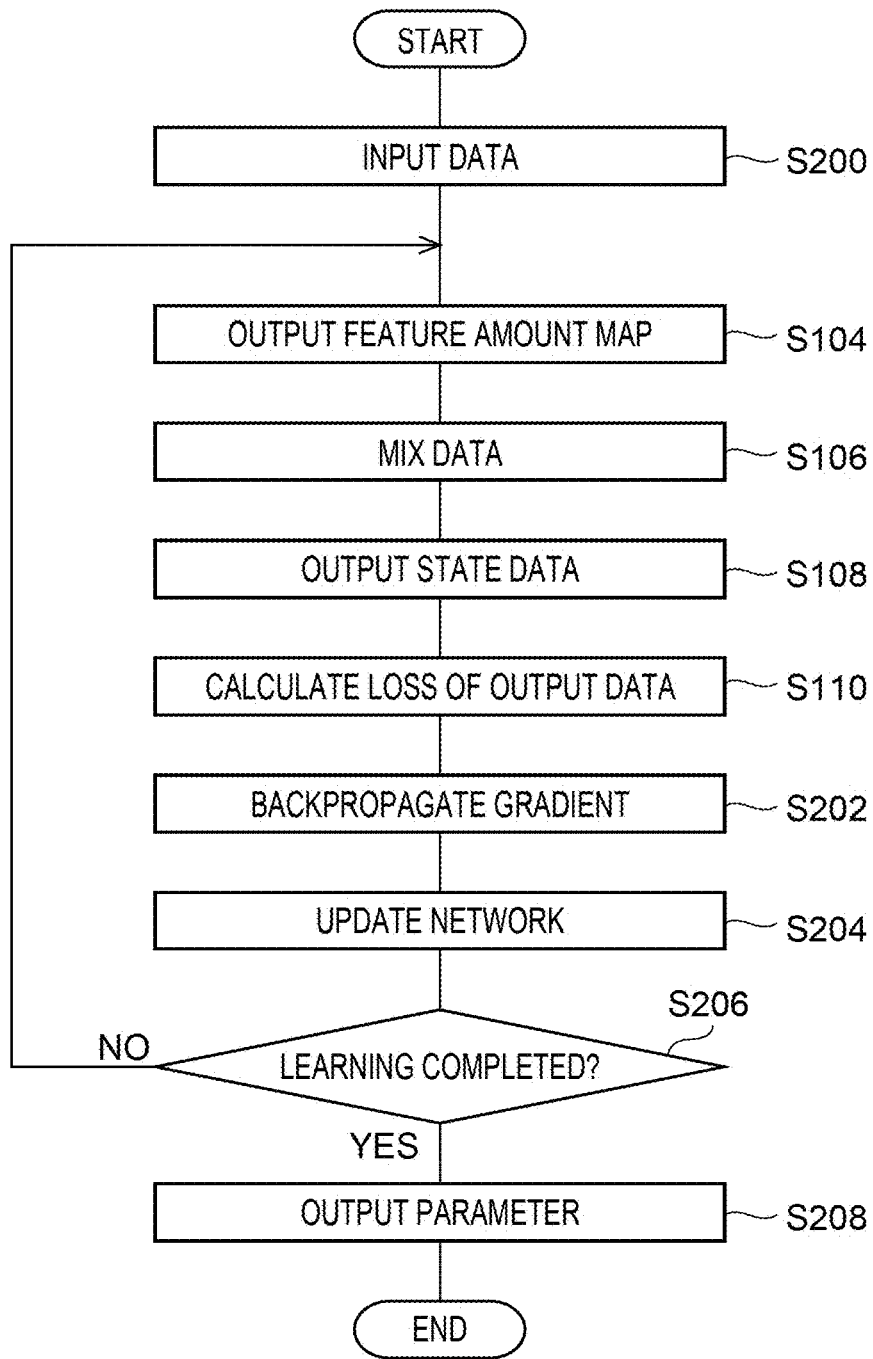 START
INPUT DATA
S200
OUTPUT FEATURE AMOUNT MAP
S104
MIX DATA
S106
OUTPUT STATE DATA
S108
CALCULATE LOSS OF OUTPUT DATA
S110
BACKPROPAGATE GRADIENT
S202
UPDATE NETWORK
S204
S206
NO
LEARNING COMPLETED?
YES
OUTPUT PARAMETER
S208
END